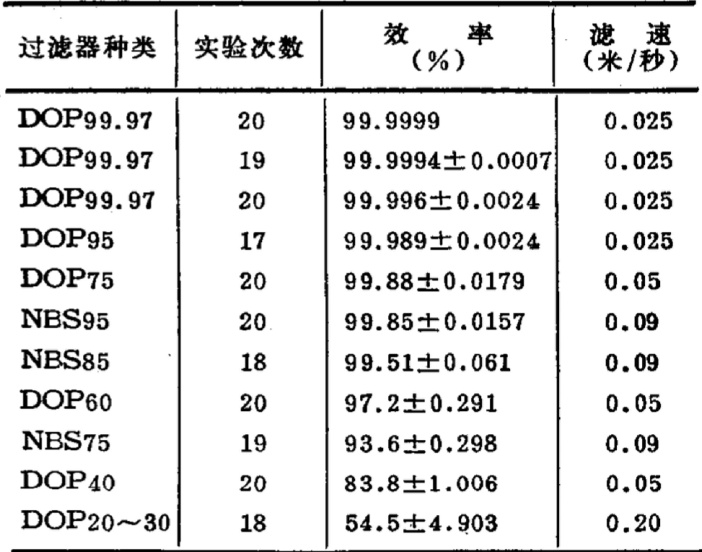 过滤器种类 实验次数 效率 (%) 滤速 (米/秒)
DOP99.97 20 99.9999 0.025
DOP99.97 19 99.9994±0.0007 0.025
DOP99.97 20 99.996±0.0024 0.025
DOP95 17 99.989±0.0024 0.025
DOP75 20 99.88±0.0179 0.05
NBS95 20 99.85±0.0157 0.09
NBS85 18 99.51±0.061 0.09
DOP60 20 97.2±0.291 0.05
NBS75 19 93.6±0.298 0.09
DOP40 20 83.8±1.006 0.05
DOP20～30 18 54.5±4.903 0.20